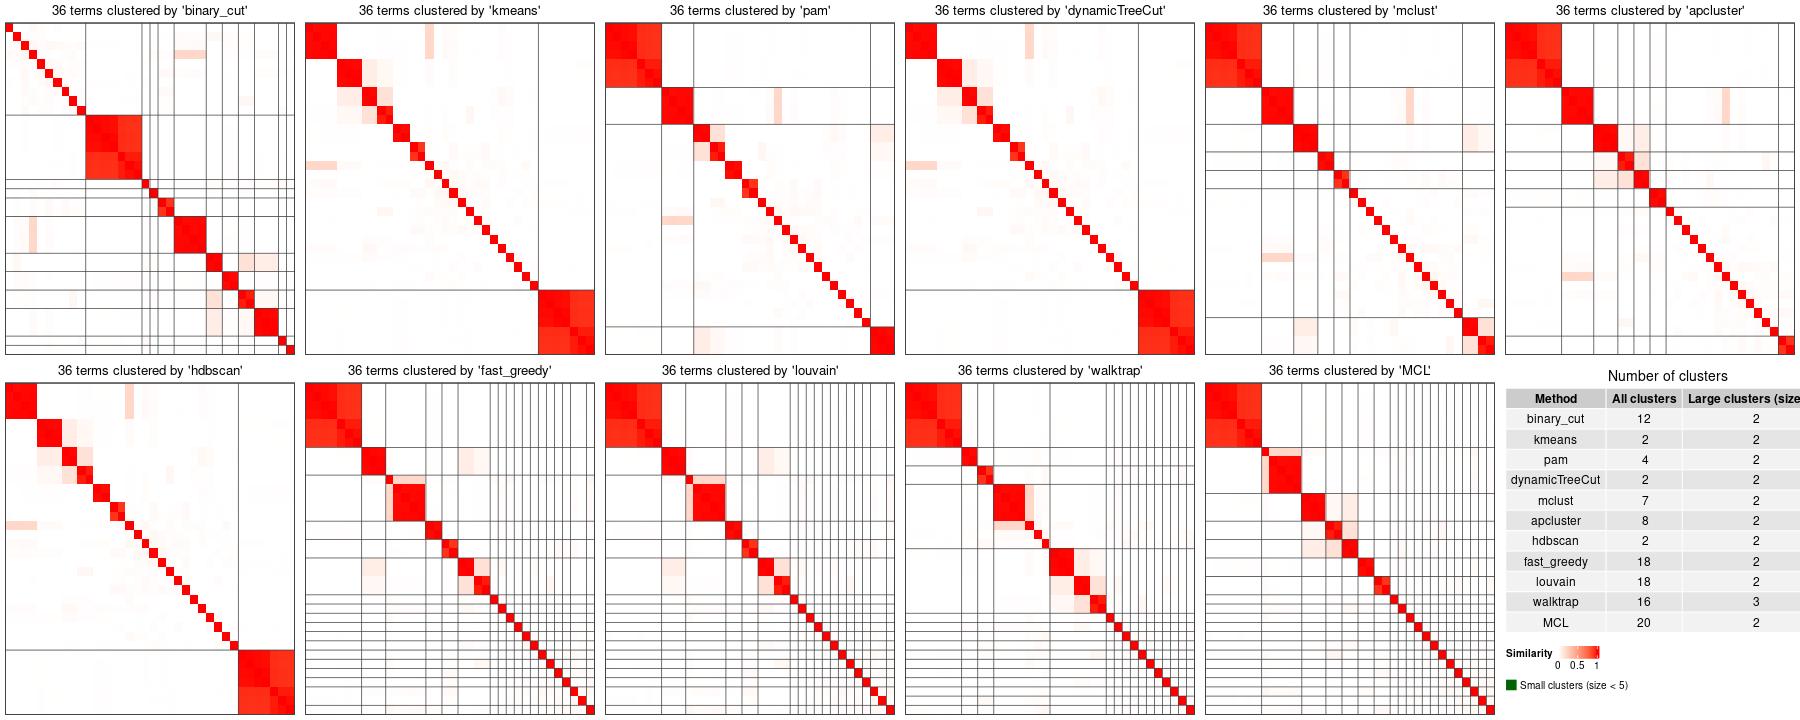 36 terms clustered by 'binary_cut'
36 terms clustered by 'kmeans'
36 terms clustered by 'pam'
36 terms clustered by 'dynamicTreeCut'
36 terms clustered by 'mclust'
36 terms clustered by 'apcluster'
36 terms clustered by 'hdbscan'
36 terms clustered by 'fast_greedy'
36 terms clustered by 'louvain'
36 terms clustered by 'walktrap'
36 terms clustered by 'MCL'
Number of clusters
Method All clusters Large clusters (size
binary_cut 12 2
kmeans 2 2
pam 4 2
dynamicTreeCut 2 2
mclust 7 2
apcluster 8 2
hdbscan 2 2
fast_greedy 18 2
louvain 18 2
walktrap 16 3
MCL 20 2
Similarity
0 0.5 1
Small clusters (size < 5)